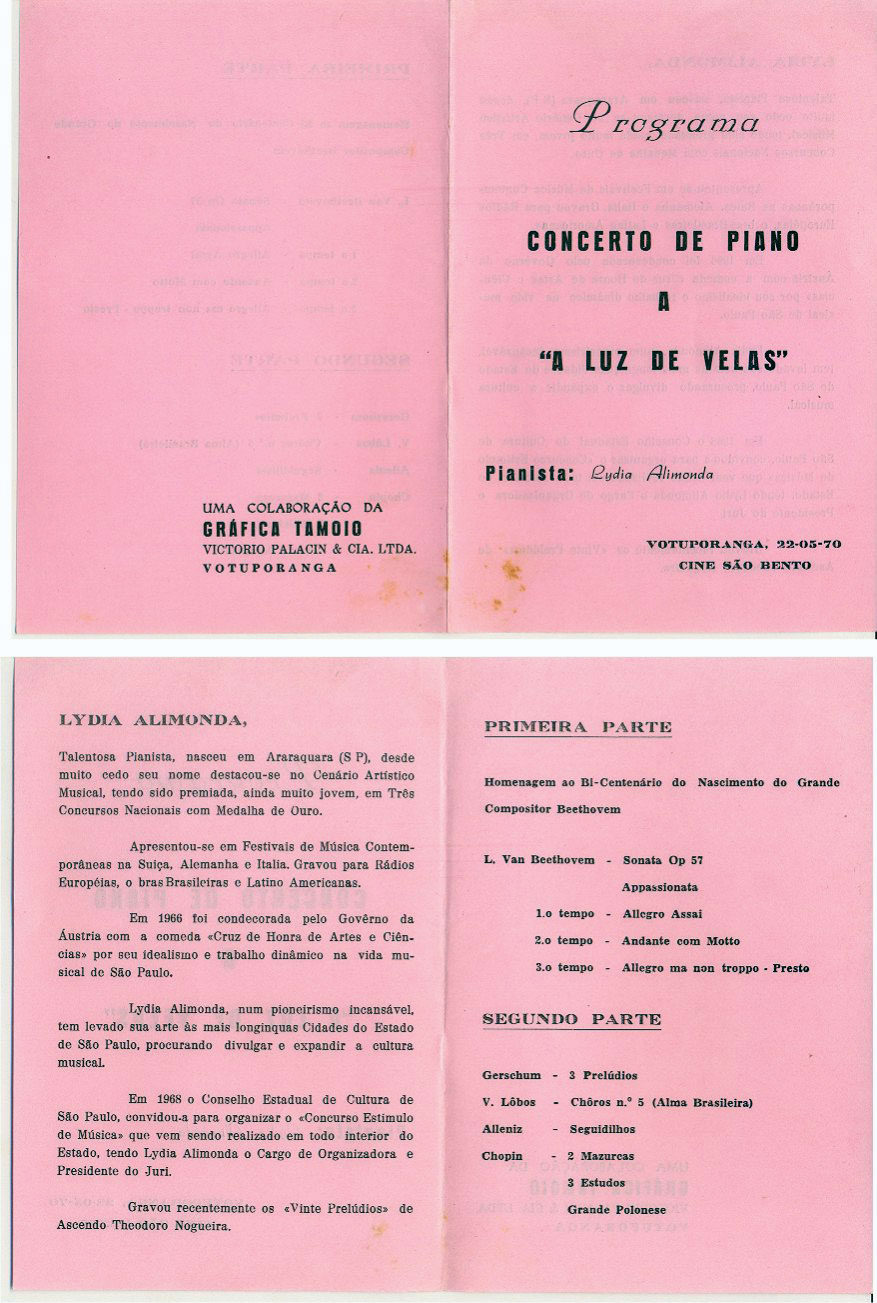 Programa
CONCERTO DE PIANO
A
"A LUZ DE VELAS"
Pianista: Lydia Alimonda
VOTUPORANGA, 22-05-70
CINE SÃO BENTO
UMA COLABORAÇÃO DA
GRÁFICA TAMOIO
VICTORIO PALACIN & CIA. LTDA.
VOTUPORANGA
LYDIA ALIMONDA,
Talentosa Pianista, nasceu em Araraquara (S P), desde
muito cedo seu nome destacou-se no Cenário Artístico
Musical, tendo sido premiada, ainda muito jovem, em Três
Concursos Nacionais com Medalha de Ouro.
Apresentou-se em Festivais de Música Contem-
porâneas na Suiça, Alemanha e Italia. Gravou para Rádios
Européias, o bras Brasileiras e Latino Americanas.
Em 1966 foi condecorada pelo Govêrno da
Áustria com a comeda «Cruz de Honra de Artes e Ciên-
cias» por seu idealismo e trabalho dinâmico na vida mu-
sical de São Paulo.
Lydia Alimonda, num pioneirismo incansável,
tem levado sua arte às mais longinquas Cidades do Estado
de São Paulo, procurando divulgar e expandir a cultura
musical.
Em 1968 o Conselho Estadual de Cultura de
São Paulo, convidou-a para organizar o «Concurso Estimulo
de Música» que vem sendo realizado em todo interior do
Estado, tendo Lydia Alimonda o Cargo de Organizadora e
Presidente do Juri.
Gravou recentemente os «Vinte Prelúdios» de
Ascendo Theodoro Nogueira.
PRIMEIRA PARTE
Homenagem ao Bi-Centenário do Nascimento do Grande
Compositor Beethovem
L. Van Beethovem - Sonata Op 57
Appassionata
1.o tempo - Allegro Assai
2.o tempo - Andante com Motto
3.o tempo - Allegro ma non troppo - Presto
SEGUNDO PARTE
Gerschum - 3 Prelúdios
V. Lôbos - Chôros n.º 5 (Alma Brasileira)
Alleniz - Seguidilhos
Chopin - 2 Mazurcas
3 Estudos
Grande Polonese